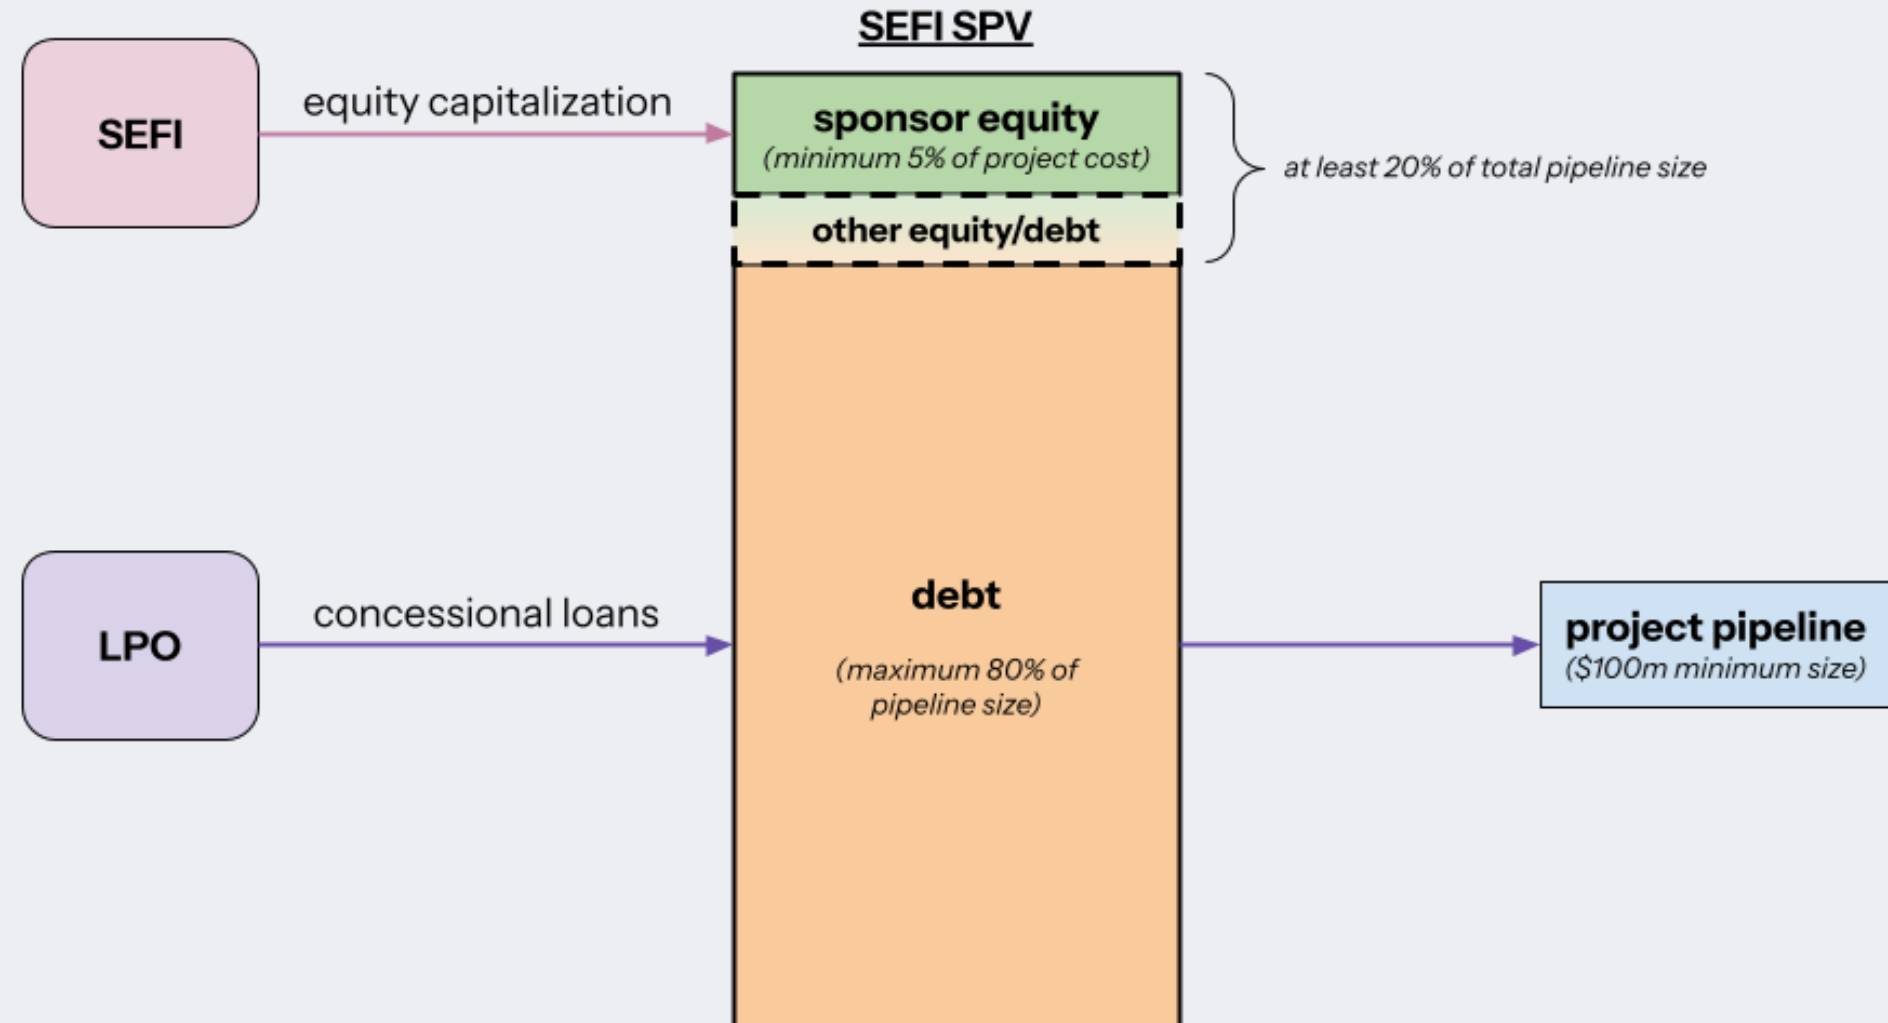 SEFI SPV
SEFI
equity capitalization
sponsor equity
(minimum 5% of project cost)
at least 20% of total pipeline size
other equity/debt
LPO
concessional loans
debt
(maximum 80% of
pipeline size)
project pipeline
($100m minimum size)